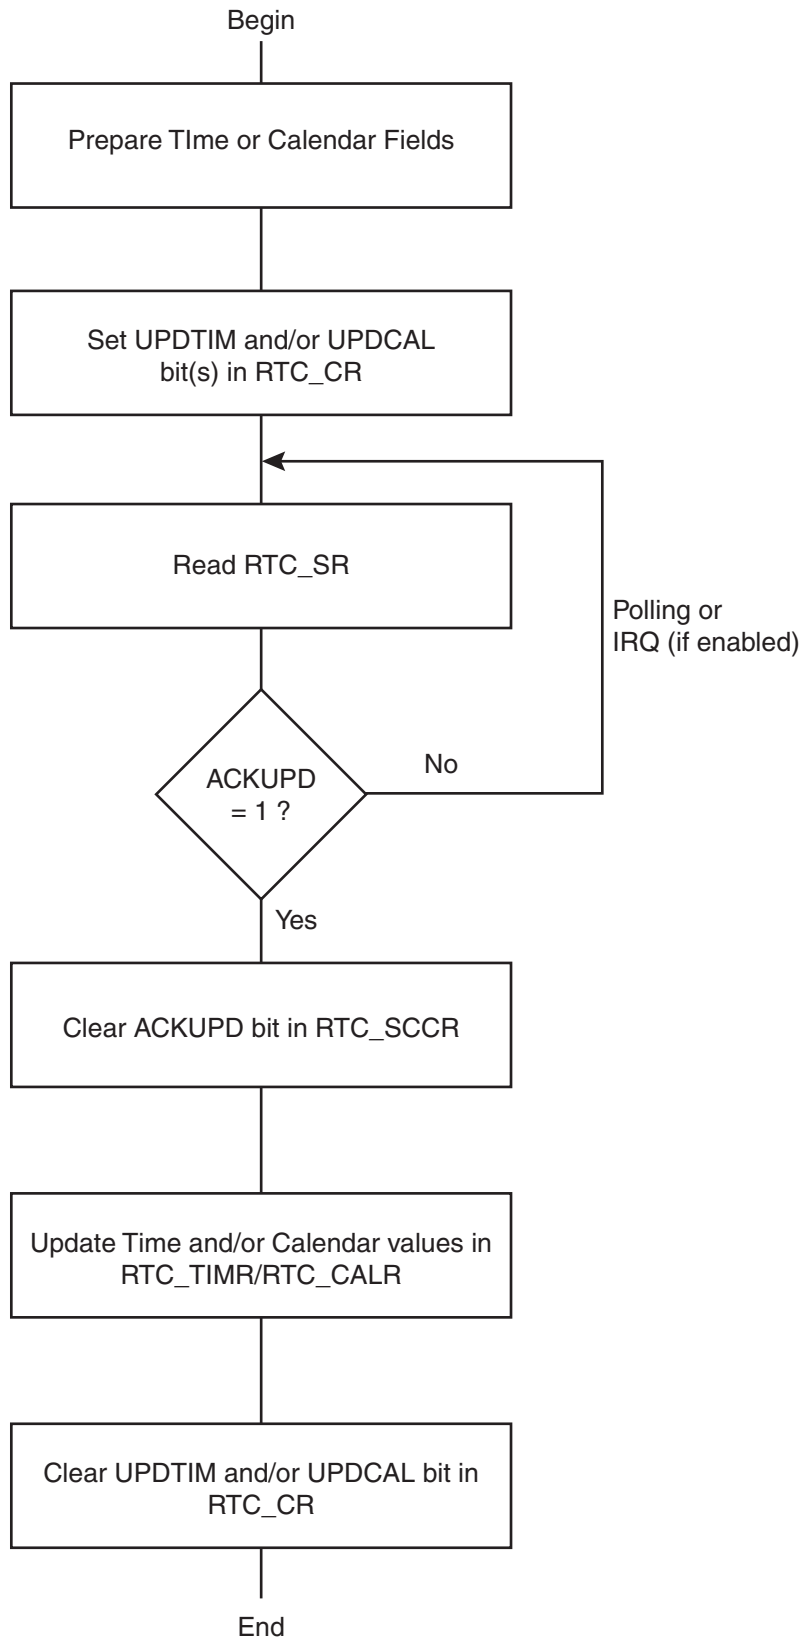 Begin
Prepare TIme or Calendar Fields
Set UPDTIM and/or UPDCAL
bit(s) in RTC_CR
Read RTC_SR
Polling or
IRQ (if enabled)
ACKUPD
= 1 ?
No
Yes
Clear ACKUPD bit in RTC_SCCR
Update Time and/or Calendar values in
RTC_TIMR/RTC_CALR
Clear UPDTIM and/or UPDCAL bit in
RTC_CR
End